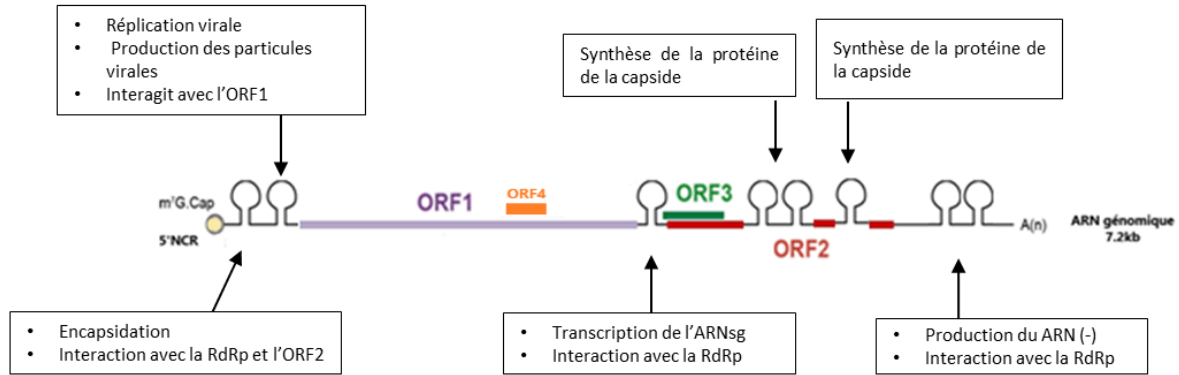 • Réplication virale
• Production des particules
virales
• Interagit avec l'ORF1
Synthèse de la protéine
de la capside
Synthèse de la protéine de
la capside
m⁷G.Cap
5'NCR
ORF1
ORF4
ORF3
ORF2
A(n)
ARN génomique
7.2kb
• Encapsidation
• Interaction avec la RdRp et l'ORF2
• Transcription de l'ARNsg
• Interaction avec la RdRp
• Production du ARN (-)
• Interaction avec la RdRp